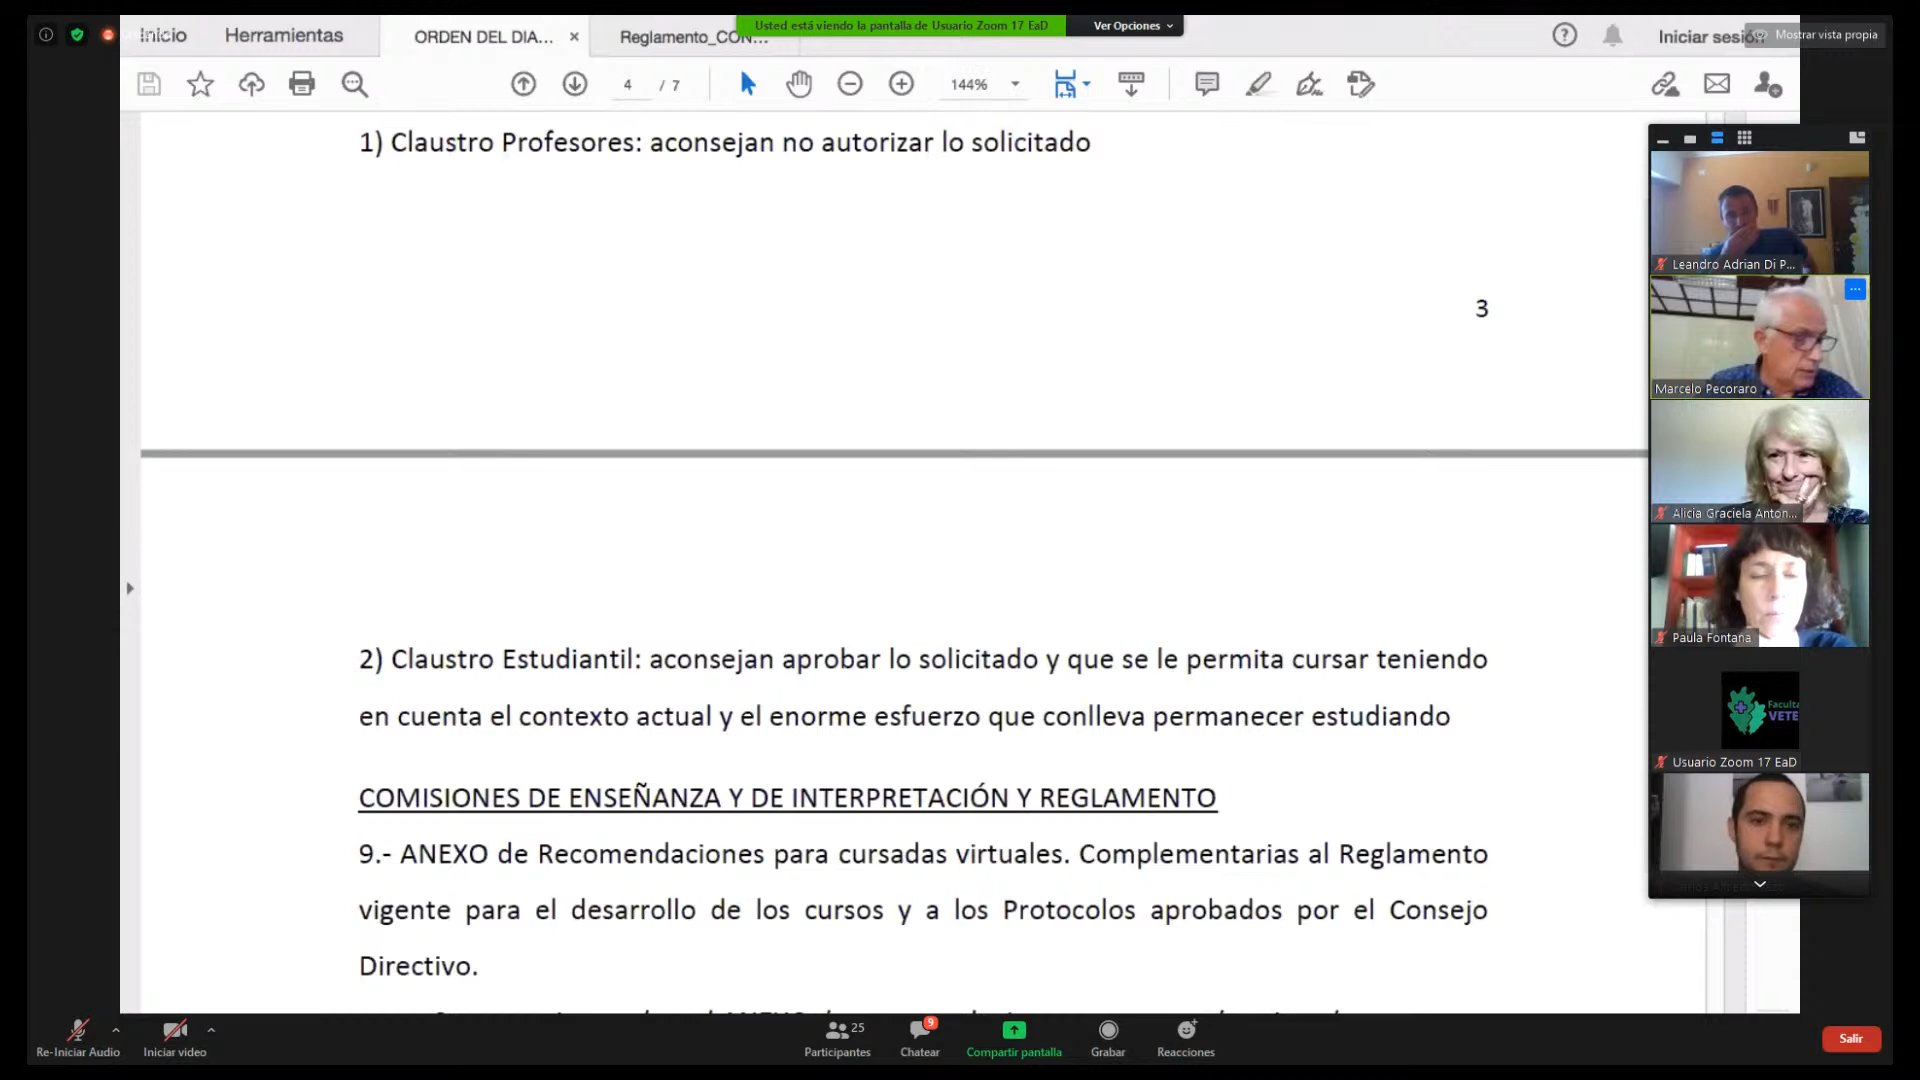 Inicio
Herramientas
ORDEN DEL DIA...
Reglamento_CON...
Usted está viendo la pantalla de Usuario Zoom 17 EaD
Ver Opciones
Iniciar sesión
Mostrar vista propia
4 / 7
144%
1) Claustro Profesores: aconsejan no autorizar lo solicitado
3
2) Claustro Estudiantil: aconsejan aprobar lo solicitado y que se le permita cursar teniendo
en cuenta el contexto actual y el enorme esfuerzo que conlleva permanecer estudiando
COMISIONES DE ENSEÑANZA Y DE INTERPRETACIÓN Y REGLAMENTO
9.- ANEXO de Recomendaciones para cursadas virtuales. Complementarias al Reglamento
vigente para el desarrollo de los cursos y a los Protocolos aprobados por el Consejo
Directivo.
Leandro Adrian Di P...
Marcelo Pecoraro
Alicia Graciela Anton...
Paula Fontana
Faculta
VETE
Usuario Zoom 17 EaD
Re-Iniciar Audio
Iniciar video
25
Participantes
9
Chatear
Compartir pantalla
Grabar
Reacciones
Salir